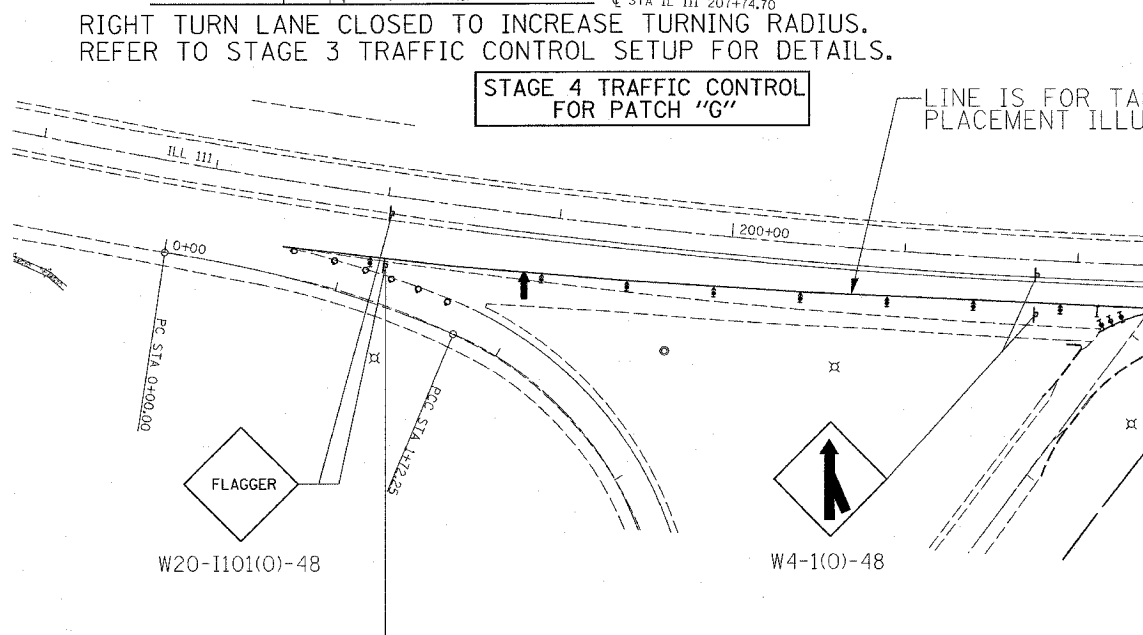 ℄ STA IL 111 207+74.70
RIGHT TURN LANE CLOSED TO INCREASE TURNING RADIUS.
REFER TO STAGE 3 TRAFFIC CONTROL SETUP FOR DETAILS.
STAGE 4 TRAFFIC CONTROL
FOR PATCH "G"
LINE IS FOR TA
PLACEMENT ILLU
ILL 111
200+00
0+00
PC STA 0+00.00
PCC STA 1+72.25
FLAGGER
W20-I101(O)-48
W4-1(O)-48